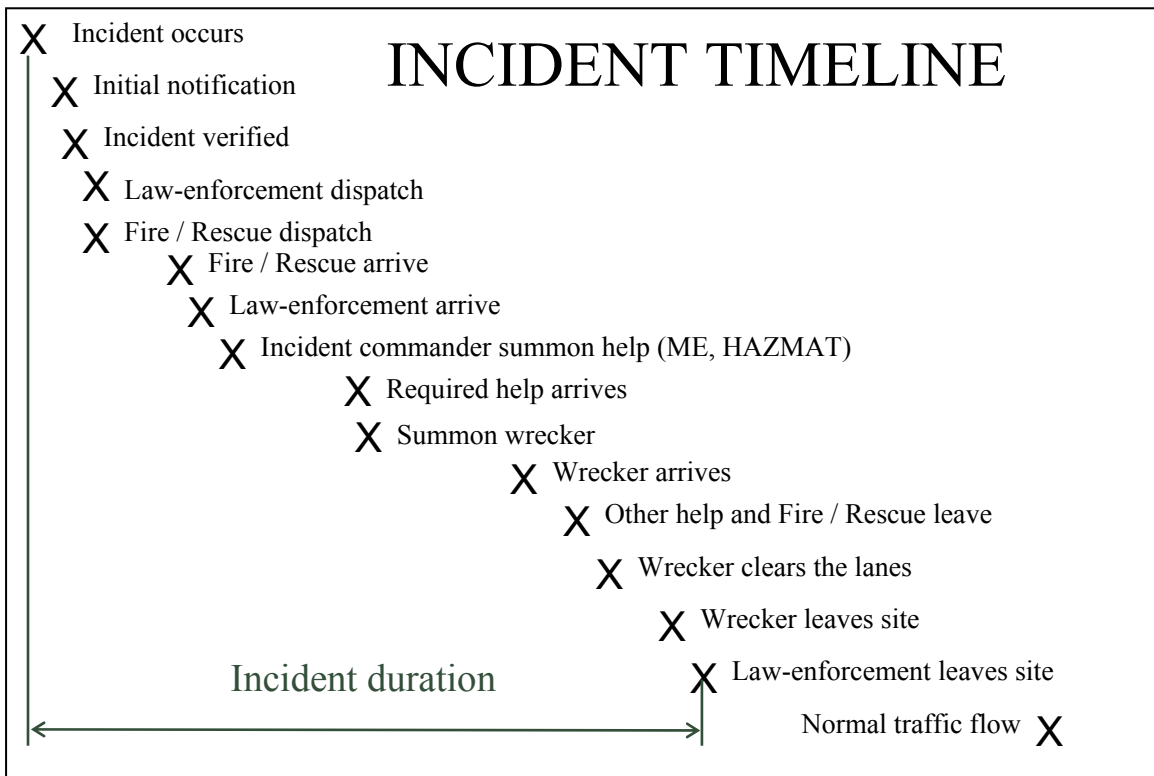 Incident occurs
INCIDENT TIMELINE
Initial notification
Incident verified
Law-enforcement dispatch
Fire / Rescue dispatch
Fire / Rescue arrive
Law-enforcement arrive
Incident commander summon help (ME, HAZMAT)
Required help arrives
Summon wrecker
Wrecker arrives
Other help and Fire / Rescue leave
Wrecker clears the lanes
Wrecker leaves site
Law-enforcement leaves site
Incident duration
Normal traffic flow